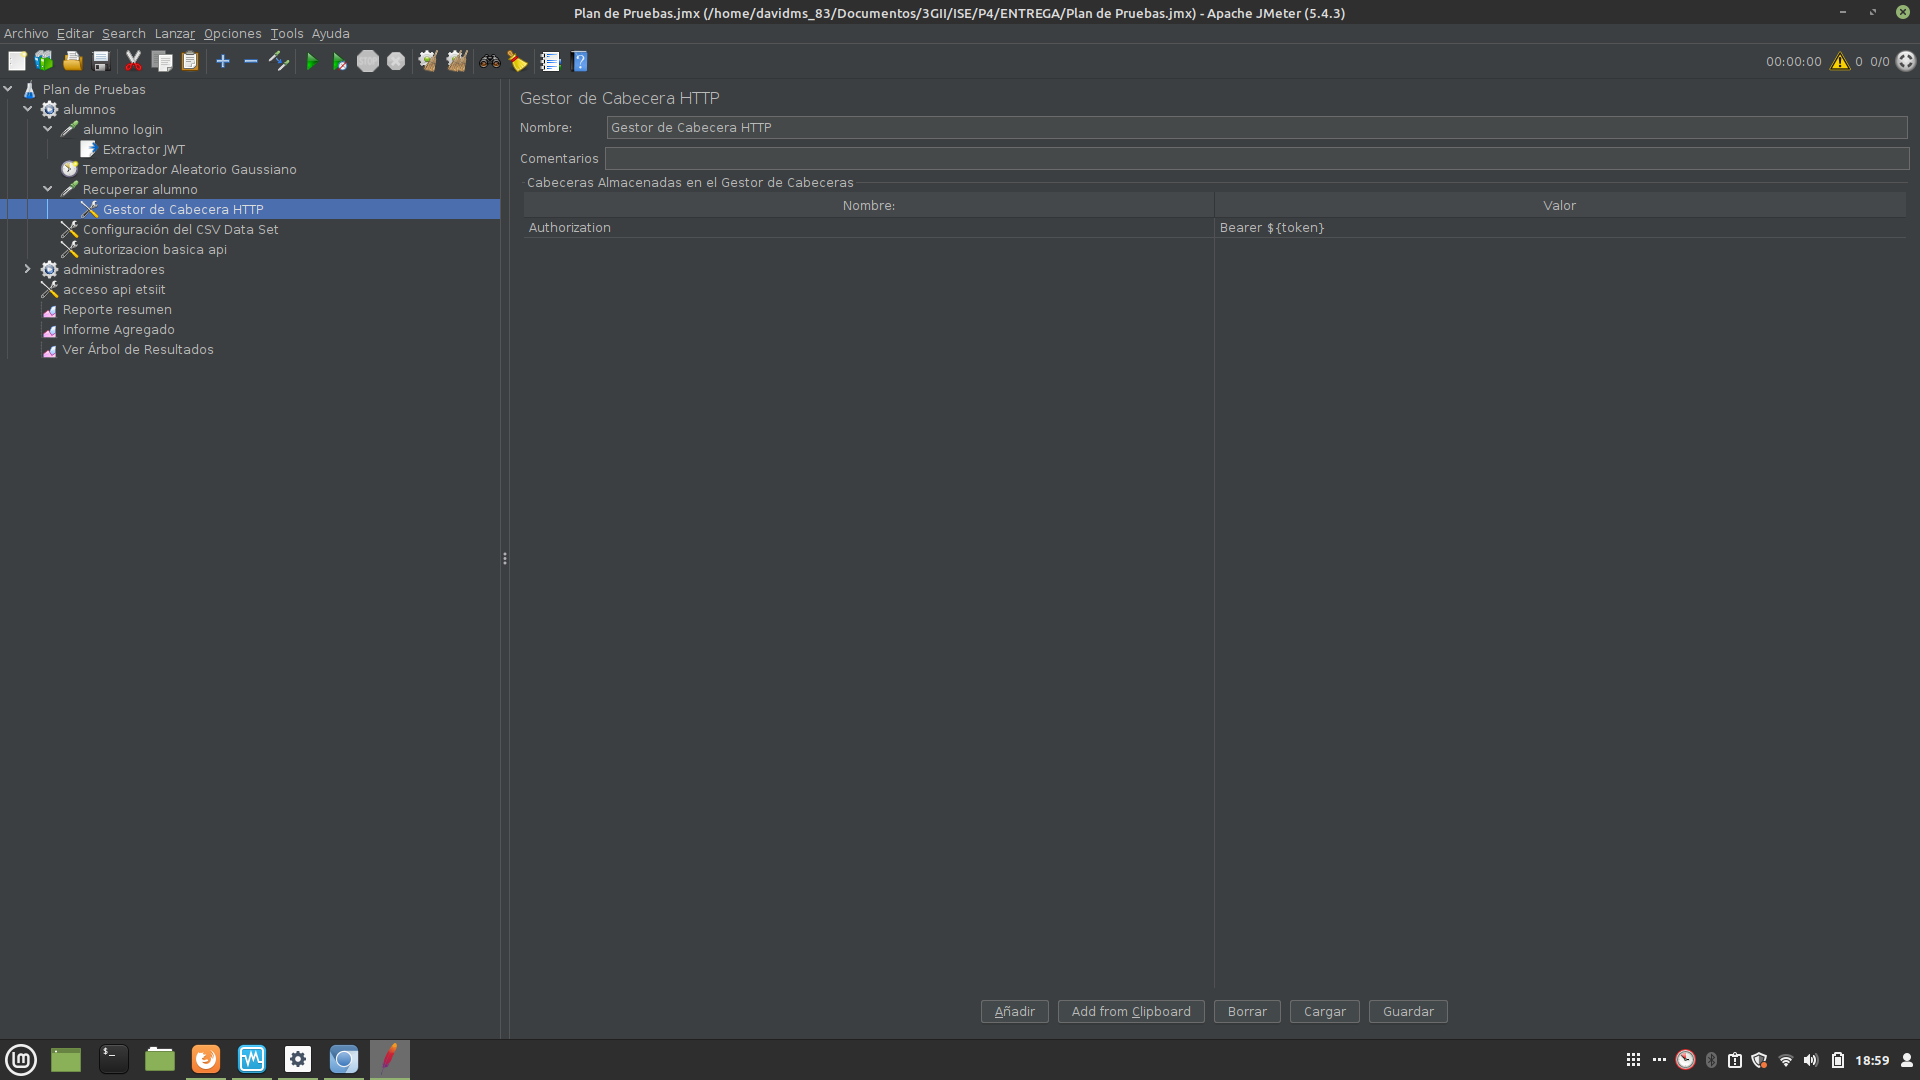 Plan de Pruebas.jmx (/home/davidms_83/Documentos/3GII/ISE/P4/ENTREGA/Plan de Pruebas.jmx) - Apache JMeter (5.4.3)
Archivo Editar Search Lanzar Opciones Tools Ayuda
STOP
00:00:00 0 0/0
Plan de Pruebas
alumnos
alumno login
Extractor JWT
Temporizador Aleatorio Gaussiano
Recuperar alumno
Gestor de Cabecera HTTP
Configuración del CSV Data Set
autorizacion basica api
administradores
acceso api etsiit
Reporte resumen
Informe Agregado
Ver Árbol de Resultados
Gestor de Cabecera HTTP
Nombre: Gestor de Cabecera HTTP
Comentarios
Cabeceras Almacenadas en el Gestor de Cabeceras
Nombre: Valor
Authorization Bearer ${token}
Añadir Add from Clipboard Borrar Cargar Guardar
18:59